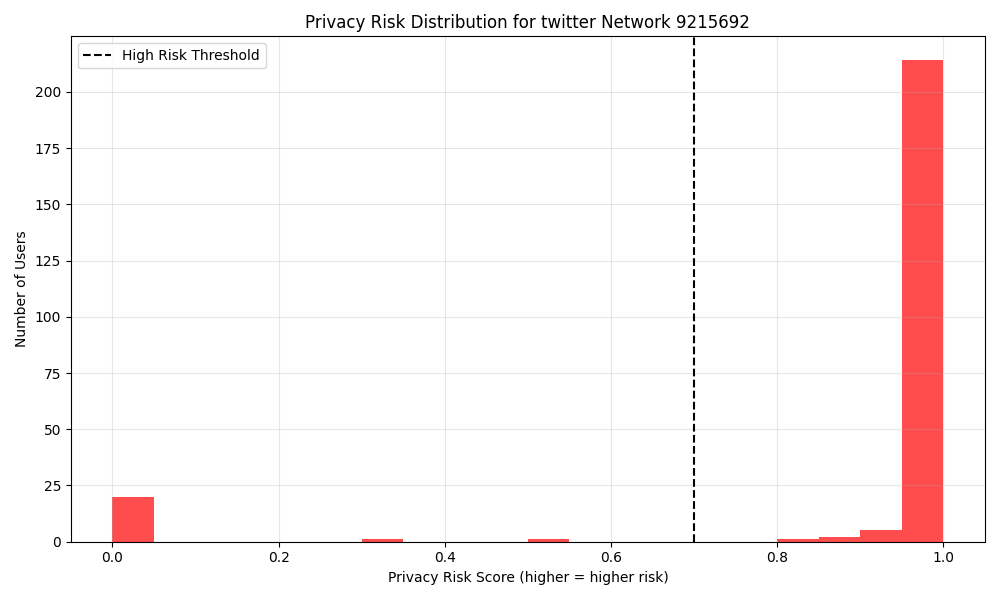 Privacy Risk Distribution for twitter Network 9215692
High Risk Threshold
200
175
150
125
100
75
50
25
0
Number of Users
0.0 0.2 0.4 0.6 0.8 1.0
Privacy Risk Score (higher = higher risk)